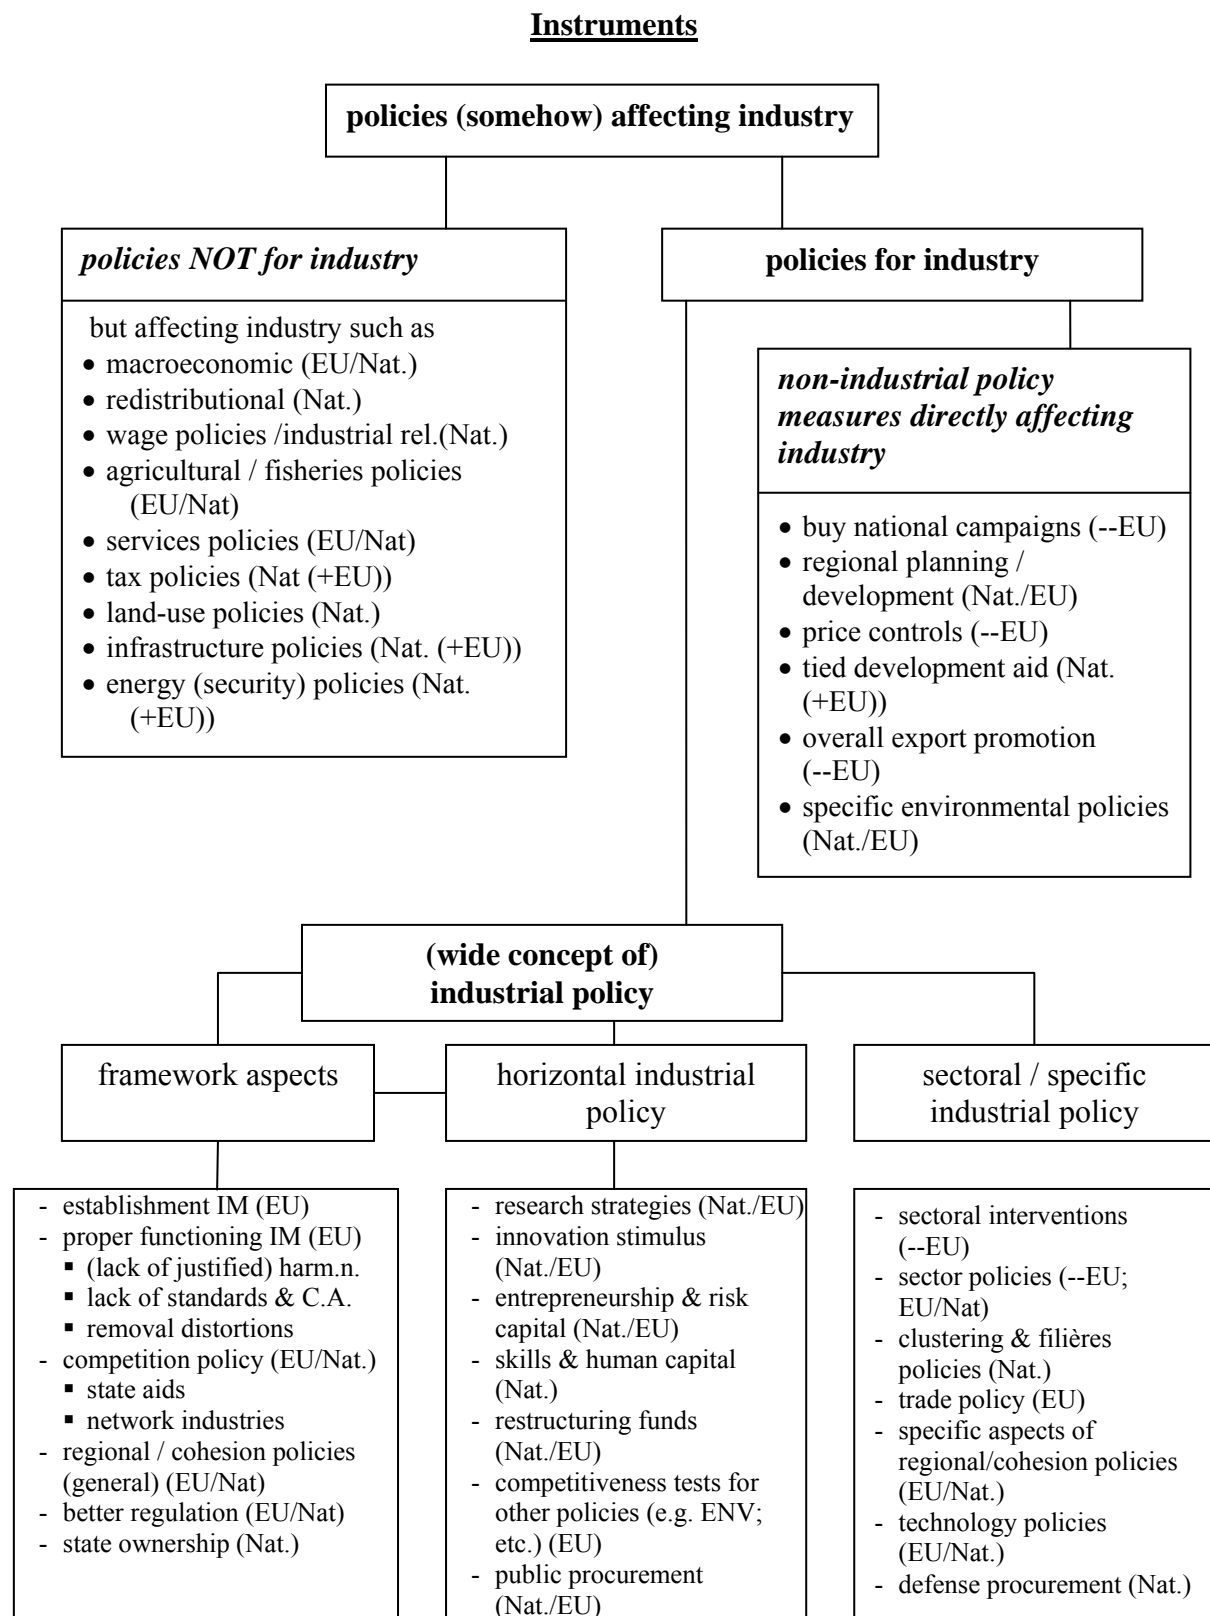 Instruments
policies (somehow) affecting industry
policies NOT for industry
but affecting industry such as
• macroeconomic (EU/Nat.)
• redistributional (Nat.)
• wage policies /industrial rel.(Nat.)
• agricultural / fisheries policies
(EU/Nat)
• services policies (EU/Nat)
• tax policies (Nat (+EU))
• land-use policies (Nat.)
• infrastructure policies (Nat. (+EU))
• energy (security) policies (Nat.
(+EU))
policies for industry
non-industrial policy
measures directly affecting
industry
• buy national campaigns (--EU)
• regional planning /
development (Nat./EU)
• price controls (--EU)
• tied development aid (Nat.
(+EU))
• overall export promotion
(--EU)
• specific environmental policies
(Nat./EU)
(wide concept of)
industrial policy
framework aspects
- establishment IM (EU)
- proper functioning IM (EU)
▪ (lack of justified) harm.n.
▪ lack of standards & C.A.
▪ removal distortions
- competition policy (EU/Nat.)
▪ state aids
▪ network industries
- regional / cohesion policies
(general) (EU/Nat)
- better regulation (EU/Nat)
- state ownership (Nat.)
horizontal industrial
policy
- research strategies (Nat./EU)
- innovation stimulus
(Nat./EU)
- entrepreneurship & risk
capital (Nat./EU)
- skills & human capital
(Nat.)
- restructuring funds
(Nat./EU)
- competitiveness tests for
other policies (e.g. ENV;
etc.) (EU)
- public procurement
(Nat./EU)
sectoral / specific
industrial policy
- sectoral interventions
(--EU)
- sector policies (--EU;
EU/Nat)
- clustering & filières
policies (Nat.)
- trade policy (EU)
- specific aspects of
regional/cohesion policies
(EU/Nat.)
- technology policies
(EU/Nat.)
- defense procurement (Nat.)